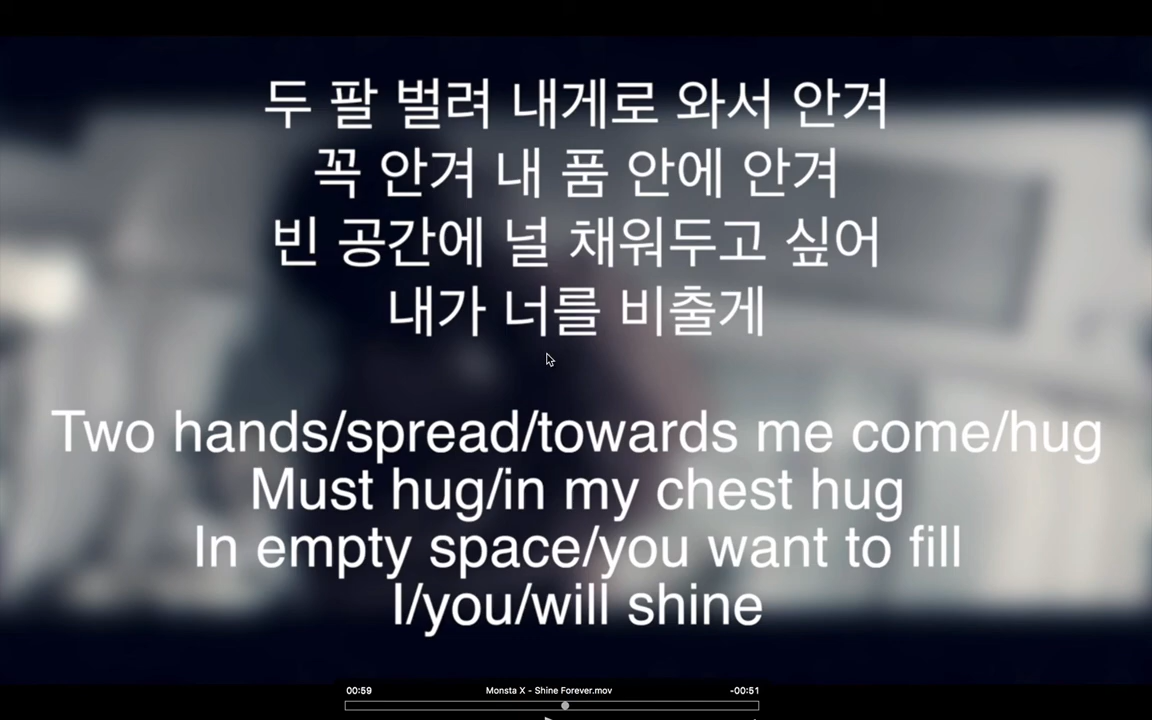 두 팔 벌려 내게로 와서 안겨
꼭 안겨 내 품 안에 안겨
빈 공간에 널 채워두고 싶어
내가 너를 비출게
Two hands/spread/towards me come/hug
Must hug/in my chest hug
In empty space/you want to fill
I/you/will shine
00:59 Monsta X - Shine Forever.mov -00:51